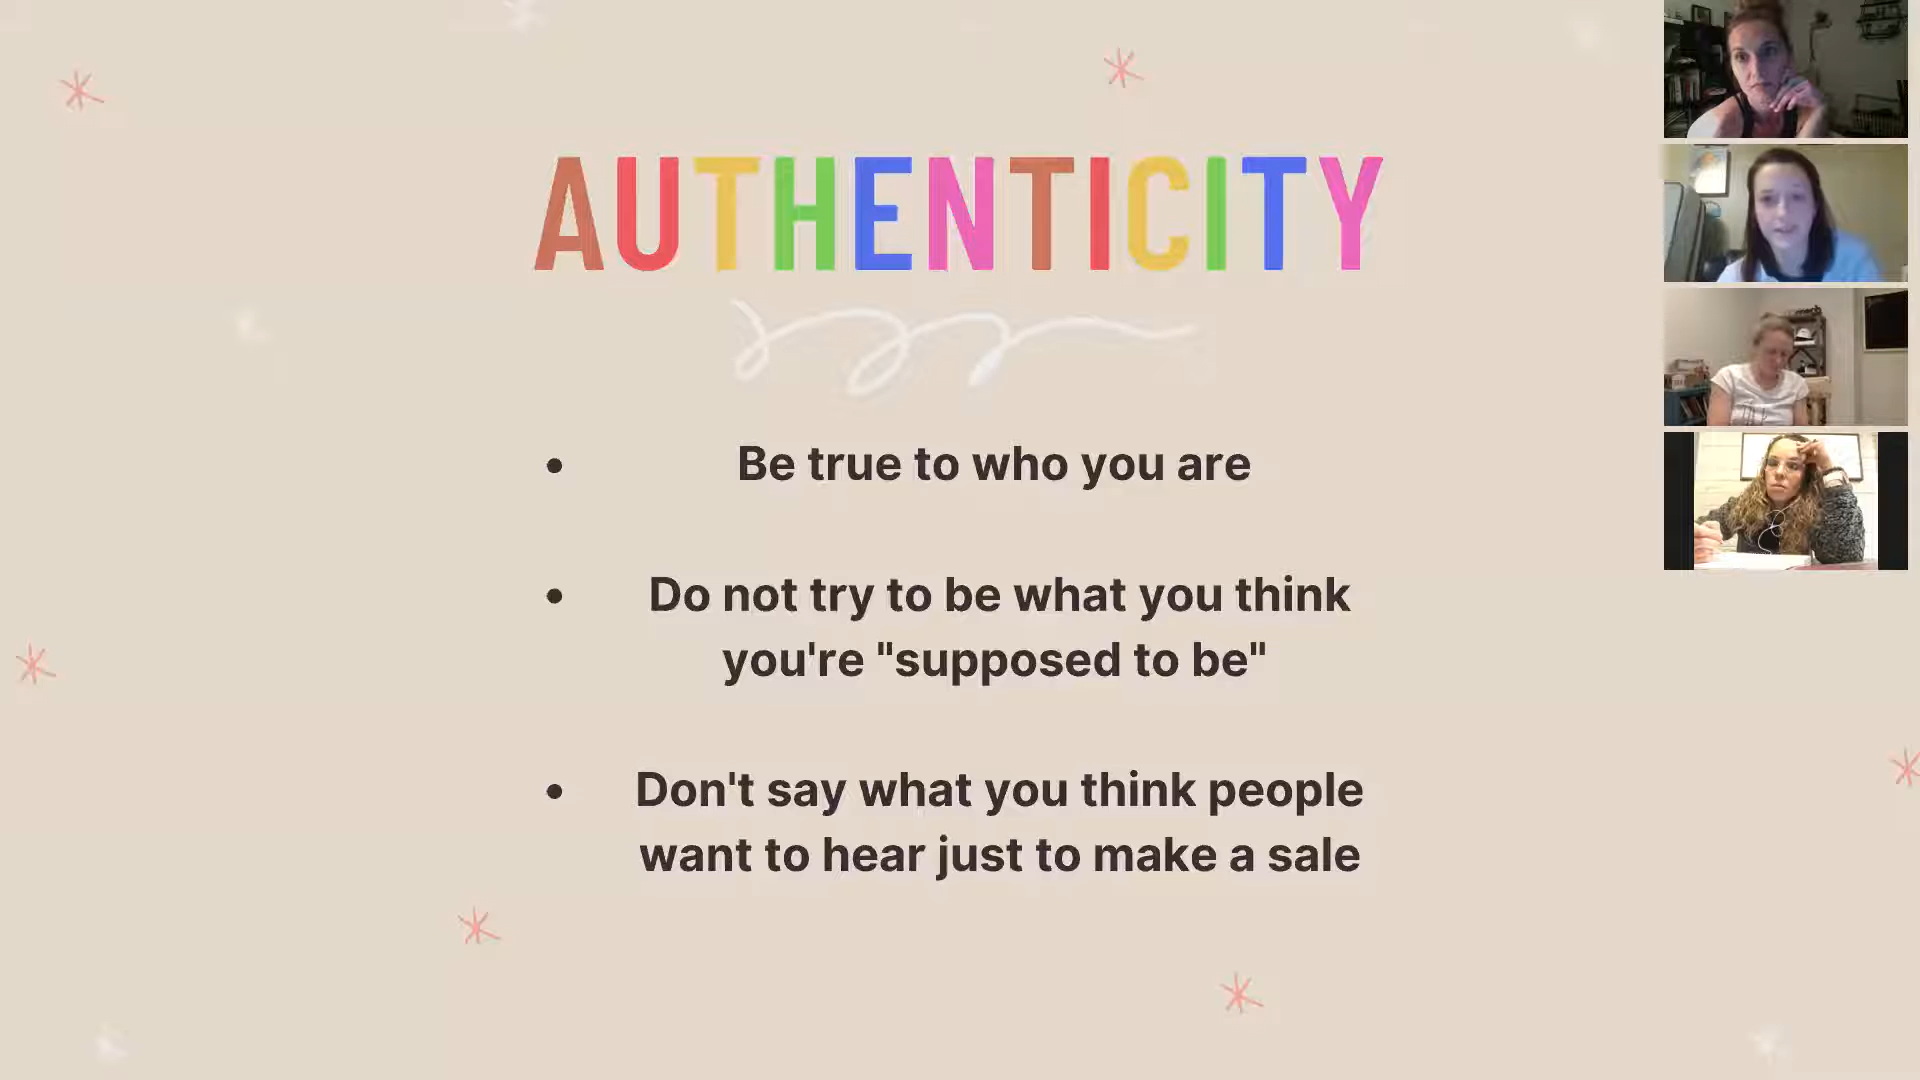 AUTHENTICITY
• Be true to who you are
• Do not try to be what you think
you're "supposed to be"
• Don't say what you think people
want to hear just to make a sale